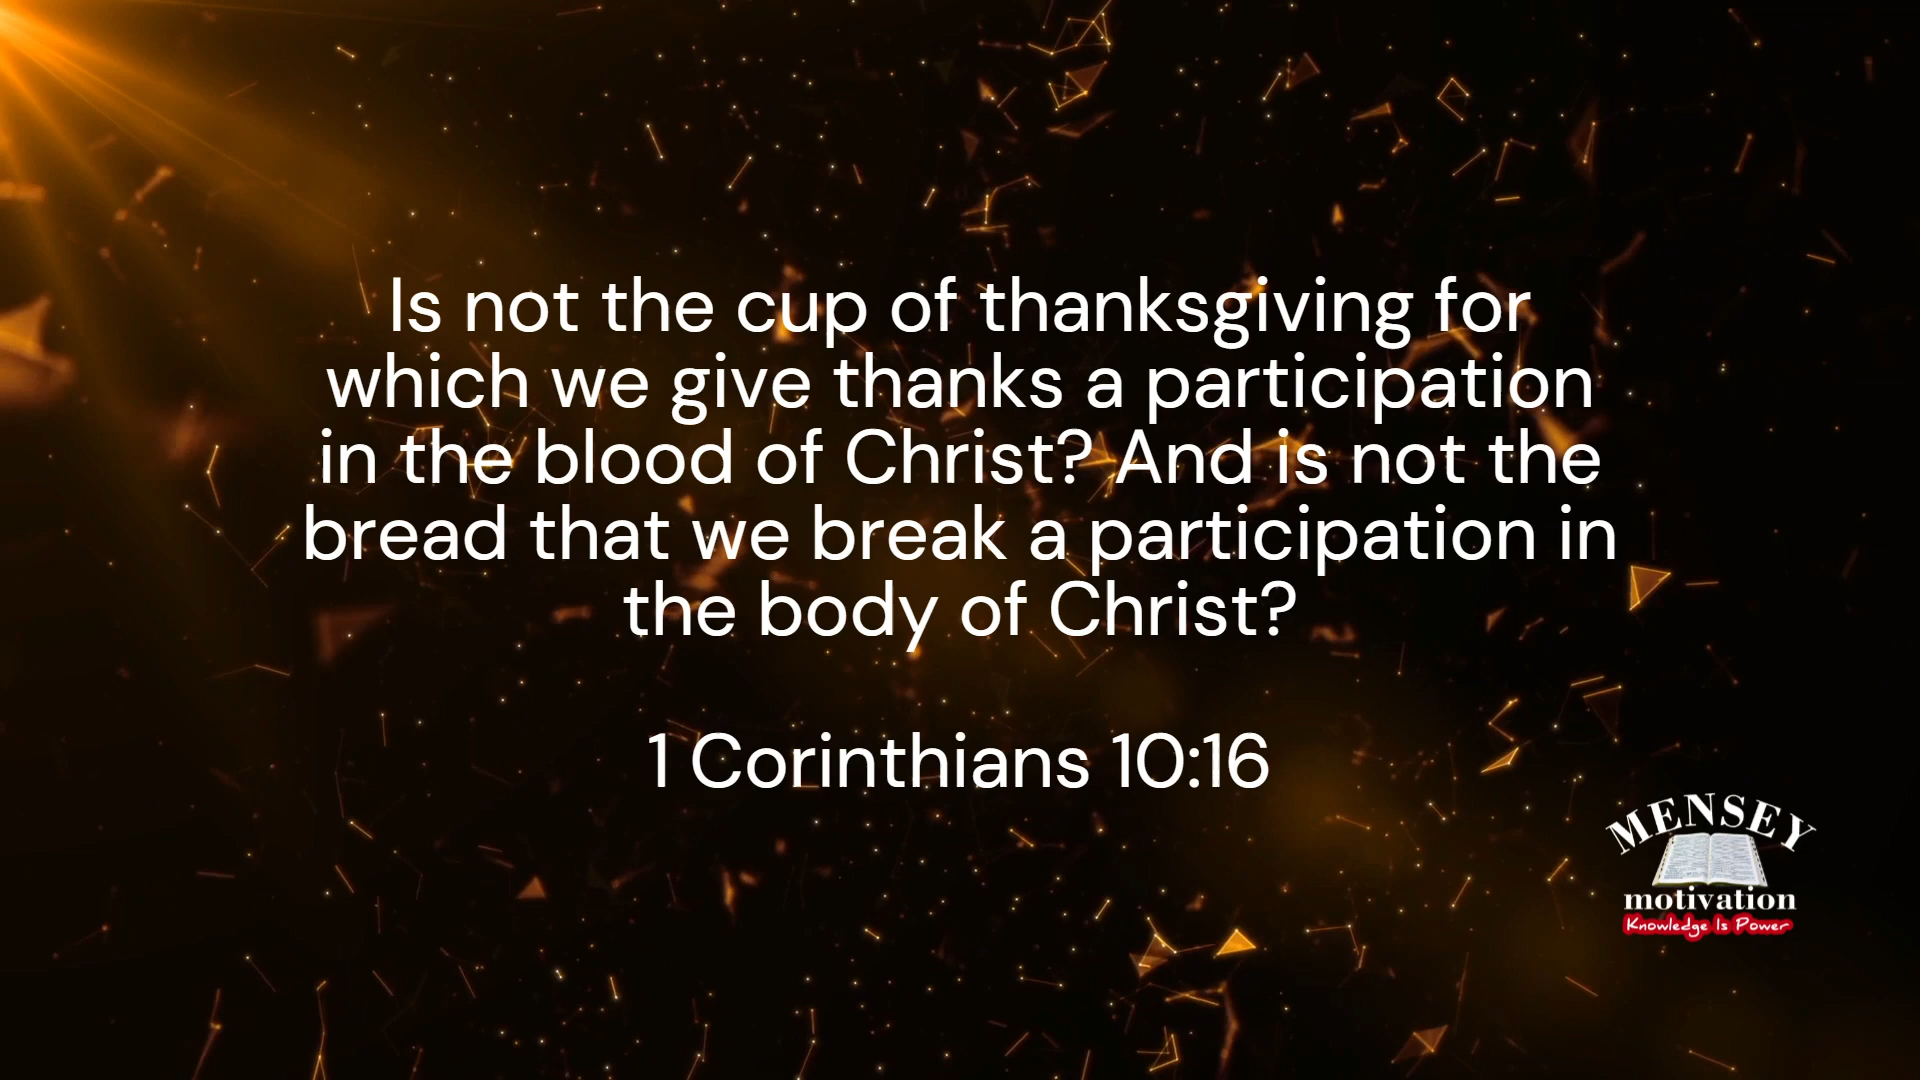 Is not the cup of thanksgiving for
which we give thanks a participation
in the blood of Christ? And is not the
bread that we break a participation in
the body of Christ?
1 Corinthians 10:16
MENSEY
motivation
Knowledge Is Power